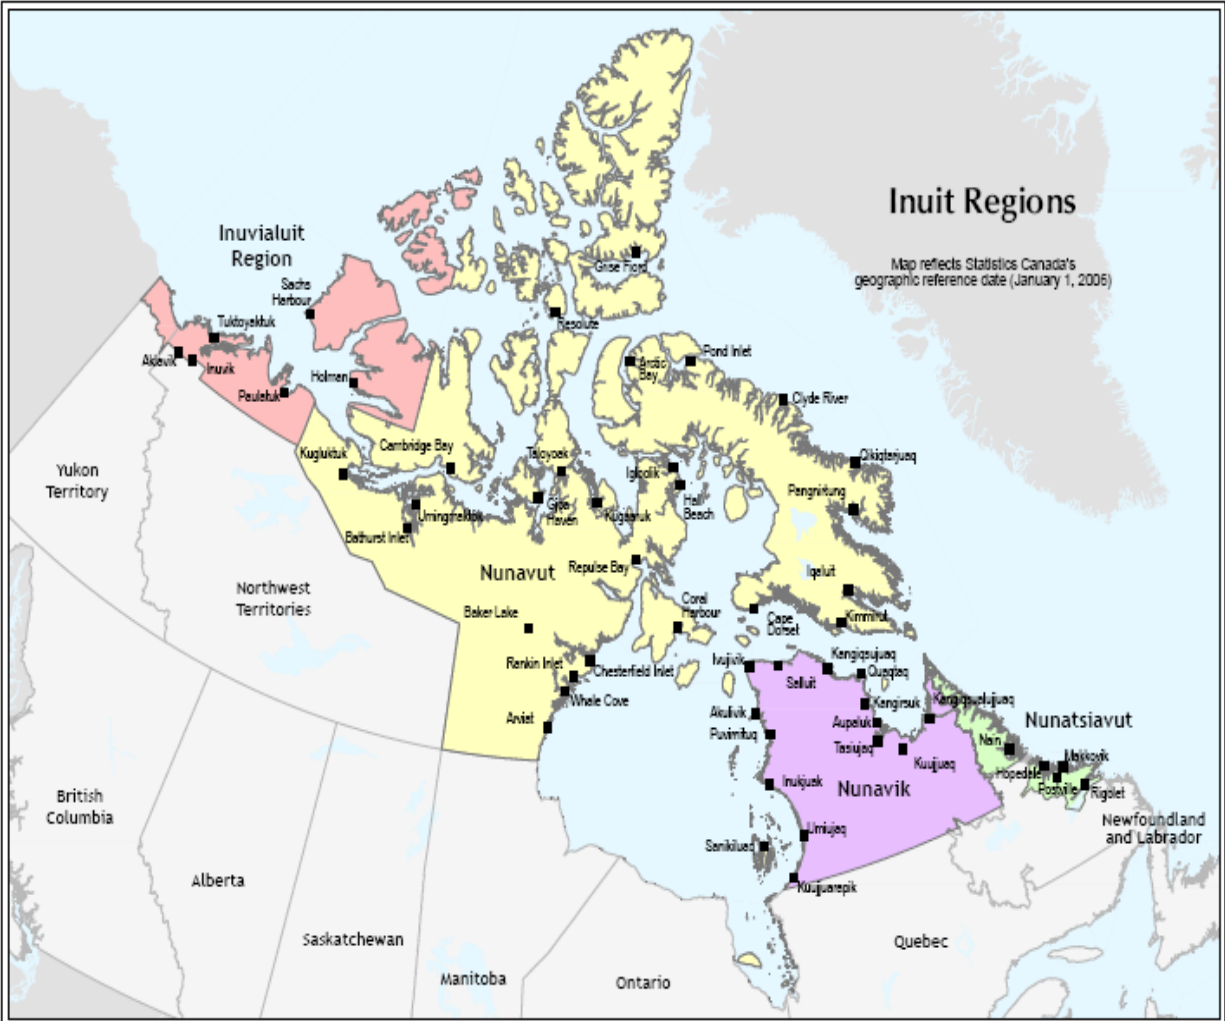 Inuit Regions
Map reflects Statistics Canada's
geographic reference date (January 1, 2006)
Inuvialuit
Region
Sachs
Harbour
Tuktoyaktuk
Aklavik
Inuvik
Paulatuk
Holman
Grise Fiord
Resolute
Arctic
Bay
Pond Inlet
Clyde River
Qikiqtarjuaq
Pangnirtung
Kugluktuk
Cambridge Bay
Taloyoak
Igloolik
Hall
Beach
Umingmaktok
Gjoa
Haven
Kugaaruk
Bathurst Inlet
Repulse Bay
Nunavut
Iqaluit
Kimmirut
Baker Lake
Coral
Harbour
Cape
Dorset
Rankin Inlet
Chesterfield Inlet
Whale Cove
Arviat
Ivujivik
Salluit
Kangiqsujuaq
Quaqtaq
Kangirsuk
Kangiqsualujjuaq
Akulivik
Aupaluk
Puvirnituq
Tasiujaq
Kuujjuaq
Nunavik
Inukjuak
Umiujaq
Sanikiluaq
Kuujjuarapik
Nunatsiavut
Nain
Makkovik
Hopedale
Postville
Rigolet
Newfoundland
and Labrador
Yukon
Territory
Northwest
Territories
British
Columbia
Alberta
Saskatchewan
Manitoba
Ontario
Quebec